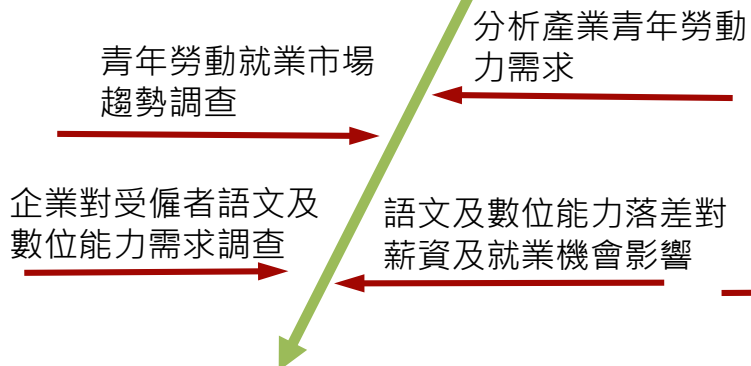 分析產業青年勞動
力需求
青年勞動就業市場
趨勢調查
企業對受僱者語文及
數位能力需求調查
語文及數位能力落差對
薪資及就業機會影響